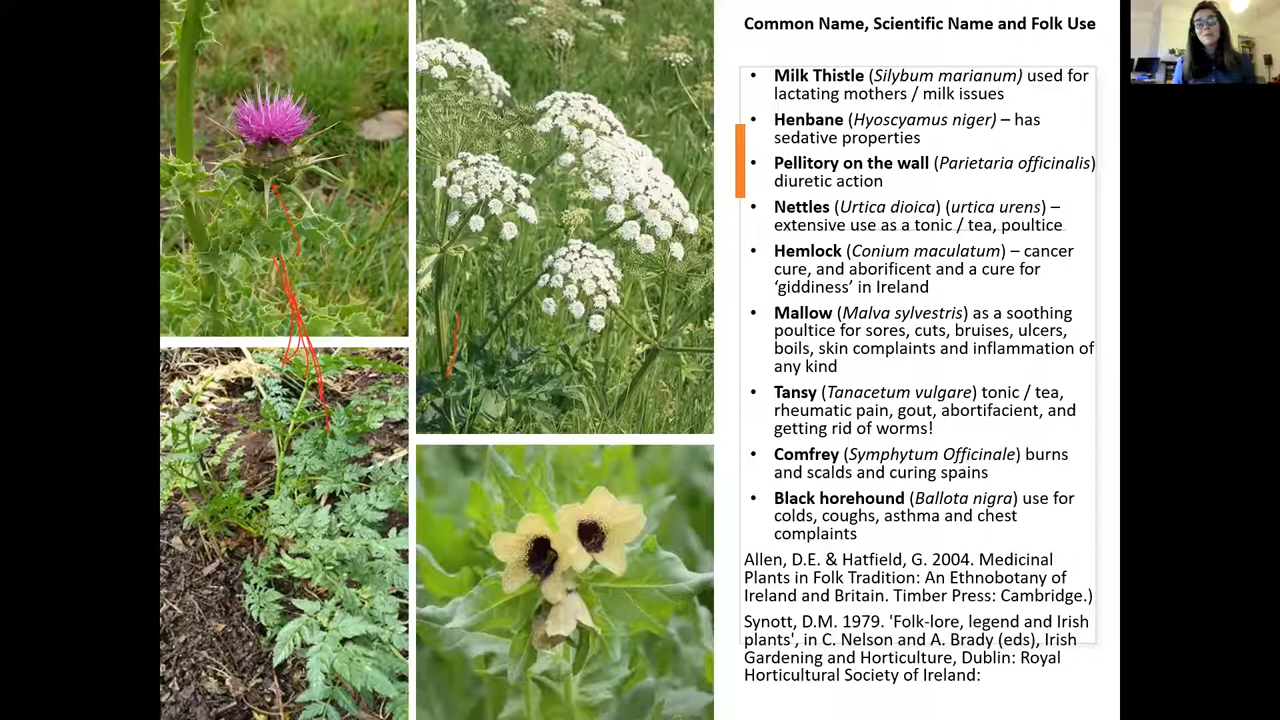 Common Name, Scientific Name and Folk Use
• Milk Thistle (Silybum marianum) used for
lactating mothers / milk issues
• Henbane (Hyoscyamus niger) – has
sedative properties
• Pellitory on the wall (Parietaria officinalis)
diuretic action
• Nettles (Urtica dioica) (urtica urens) –
extensive use as a tonic / tea, poultice
• Hemlock (Conium maculatum) – cancer
cure, and aborificent and a cure for
‘giddiness’ in Ireland
• Mallow (Malva sylvestris) as a soothing
poultice for sores, cuts, bruises, ulcers,
boils, skin complaints and inflammation of
any kind
• Tansy (Tanacetum vulgare) tonic / tea,
rheumatic pain, gout, abortifacient, and
getting rid of worms!
• Comfrey (Symphytum Officinale) burns
and scalds and curing spains
• Black horehound (Ballota nigra) use for
colds, coughs, asthma and chest
complaints
Allen, D.E. & Hatfield, G. 2004. Medicinal
Plants in Folk Tradition: An Ethnobotany of
Ireland and Britain. Timber Press: Cambridge.)
Synott, D.M. 1979. 'Folk-lore, legend and Irish
plants', in C. Nelson and A. Brady (eds), Irish
Gardening and Horticulture, Dublin: Royal
Horticultural Society of Ireland: